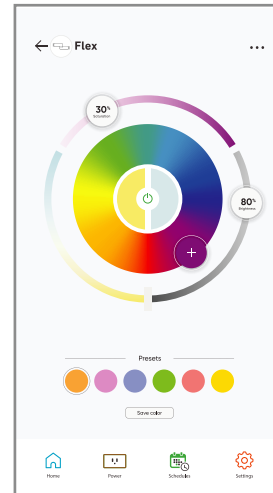 Flex
30%
Saturation
80%
Brightness
Presets
Save color
Home Power Schedules Settings